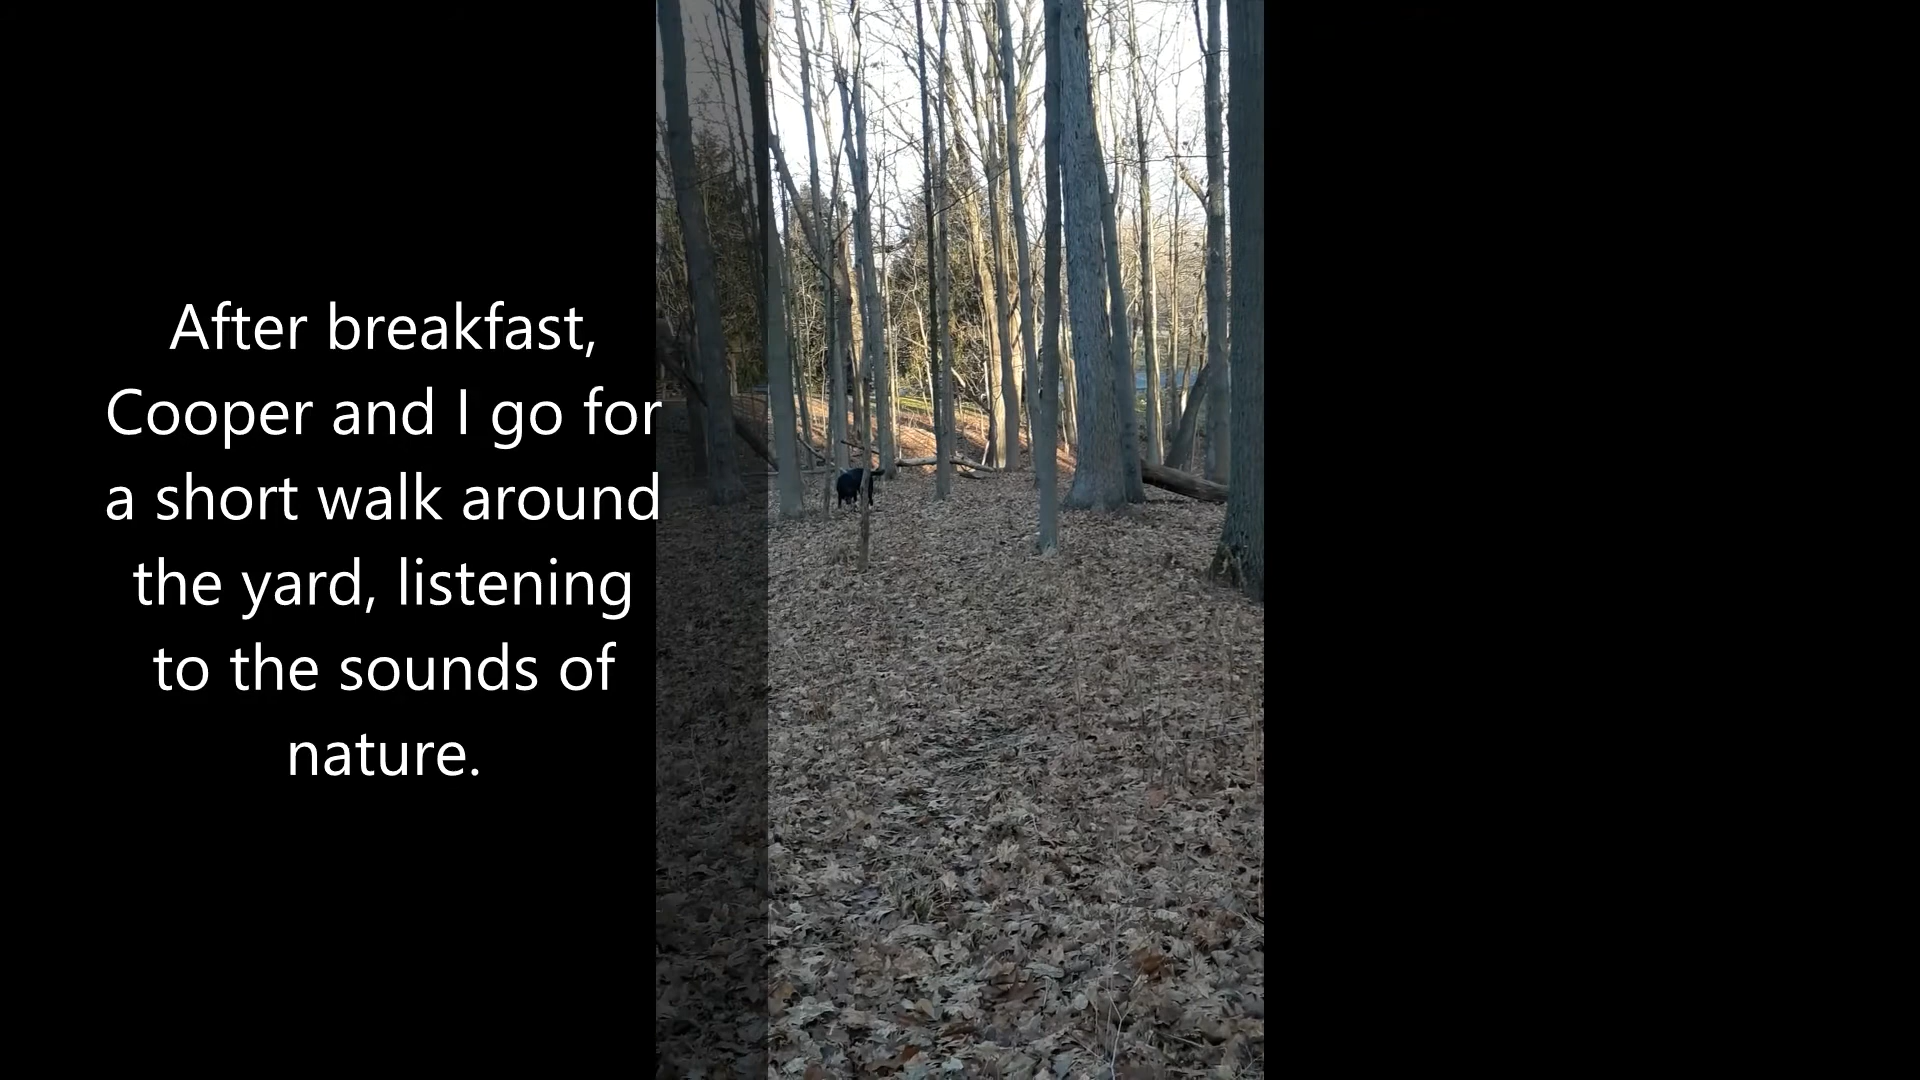 After breakfast,
Cooper and I go for
a short walk around
the yard, listening
to the sounds of
nature.